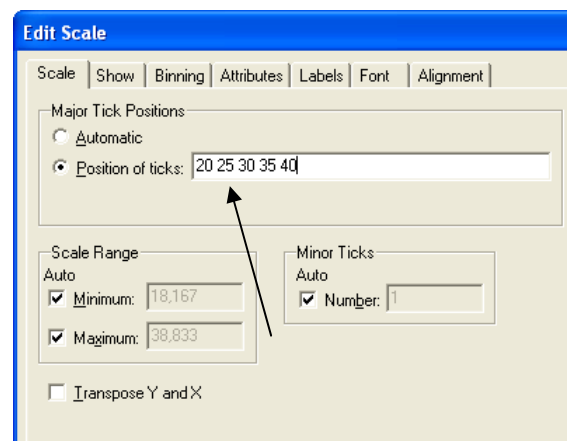 Edit Scale
Scale Show Binning Attributes Labels Font Alignment
Major Tick Positions
Automatic
Position of ticks: 20 25 30 35 40
Scale Range
Auto
Minimum: 18,167
Maximum: 38,833
Minor Ticks
Auto
Number: 1
Transpose Y and X